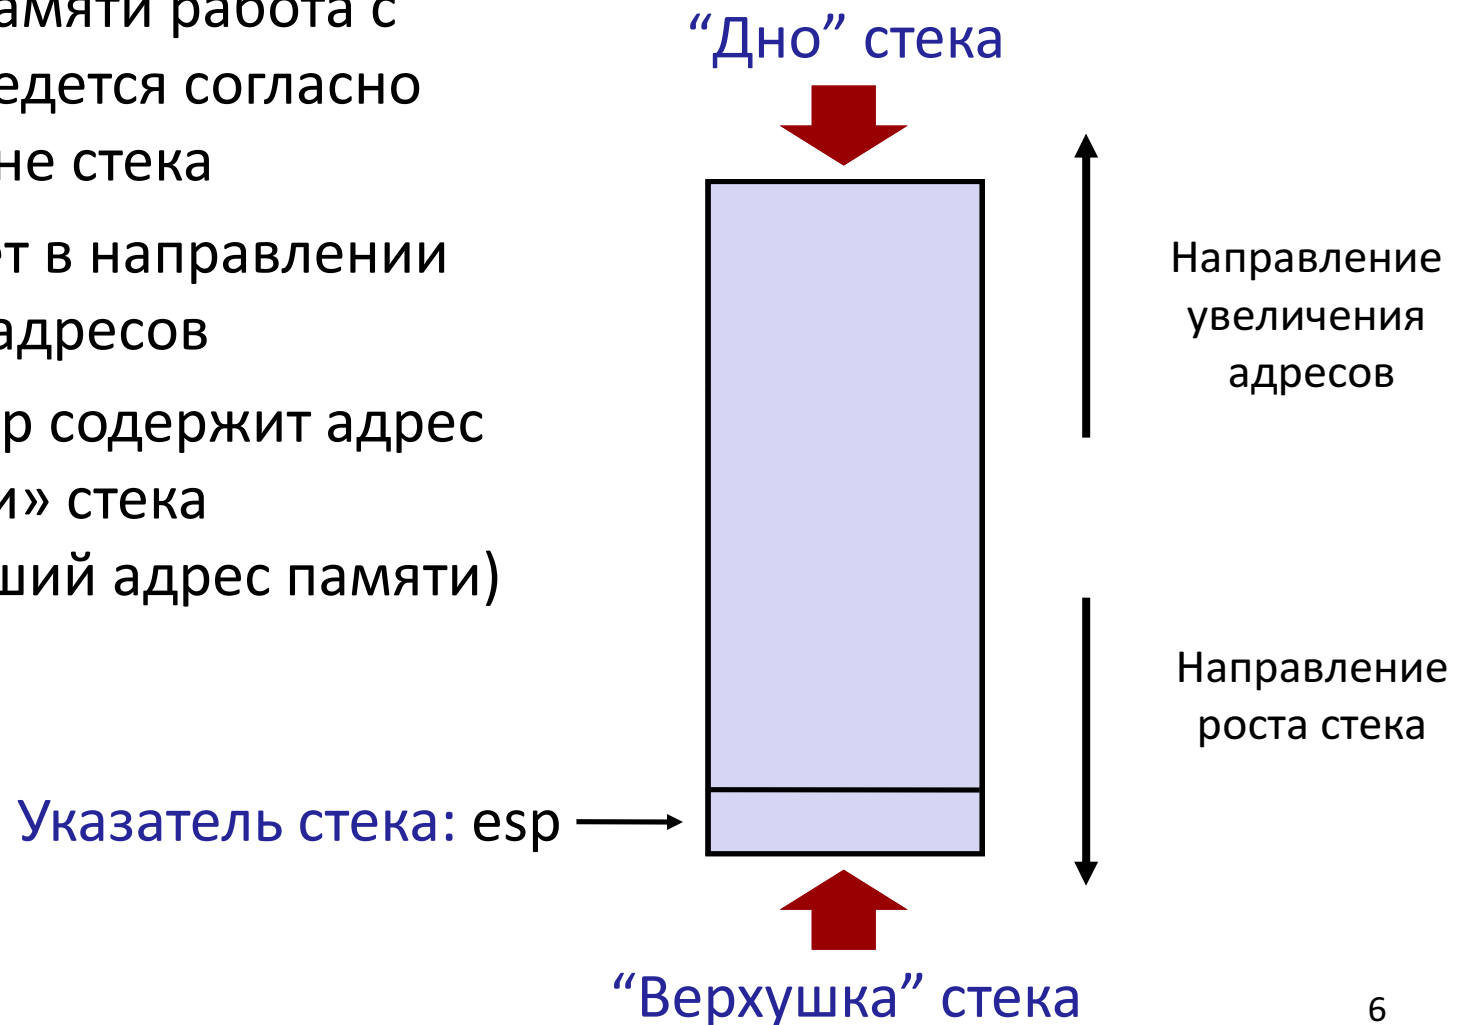 амяти работа с
едется согласно
не стека
т в направлении
адресов
р содержит адрес
и» стека
ший адрес памяти)
“Дно” стека
Направление
увеличения
адресов
Направление
роста стека
Указатель стека: esp
“Верхушка” стека
6